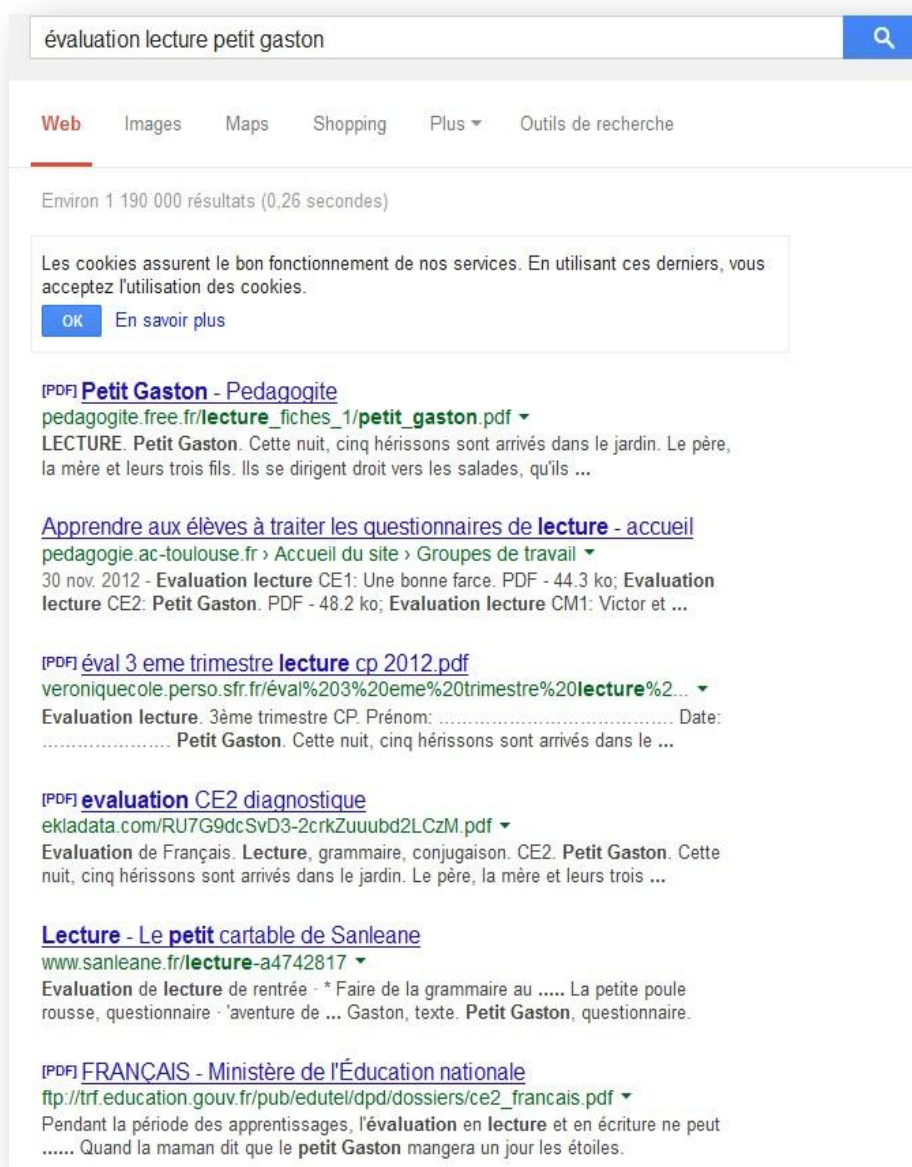 évaluation lecture petit gaston
Web Images Maps Shopping Plus Outils de recherche
Environ 1 190 000 résultats (0,26 secondes)
Les cookies assurent le bon fonctionnement de nos services. En utilisant ces derniers, vous
acceptez l'utilisation des cookies.
OK En savoir plus
[PDF] Petit Gaston - Pedagogite
pedagogite.free.fr/lecture_fiches_1/petit_gaston.pdf
LECTURE. Petit Gaston. Cette nuit, cinq hérissons sont arrivés dans le jardin. Le père,
la mère et leurs trois fils. Ils se dirigent droit vers les salades, qu'ils ...
Apprendre aux élèves à traiter les questionnaires de lecture - accueil
pedagogie.ac-toulouse.fr › Accueil du site › Groupes de travail
30 nov. 2012 - Evaluation lecture CE1: Une bonne farce. PDF - 44.3 ko; Evaluation
lecture CE2: Petit Gaston. PDF - 48.2 ko; Evaluation lecture CM1: Victor et ...
[PDF] éval 3 eme trimestre lecture cp 2012.pdf
veroniquecole.perso.sfr.fr/éval%203%20eme%20trimestre%20lecture%2...
Evaluation lecture. 3ème trimestre CP. Prénom: ........................................ Date:
...................... Petit Gaston. Cette nuit, cinq hérissons sont arrivés dans le ...
[PDF] evaluation CE2 diagnostique
ekladata.com/RU7G9dcSvD3-2crkZuuubd2LCzM.pdf
Evaluation de Français. Lecture, grammaire, conjugaison. CE2. Petit Gaston. Cette
nuit, cinq hérissons sont arrivés dans le jardin. Le père, la mère et leurs trois ...
Lecture - Le petit cartable de Sanleane
www.sanleane.fr/lecture-a4742817
Evaluation de lecture de rentrée · * Faire de la grammaire au ..... La petite poule
rousse, questionnaire · 'aventure de ... Gaston, texte. Petit Gaston, questionnaire.
[PDF] FRANÇAIS - Ministère de l'Éducation nationale
ftp://trf.education.gouv.fr/pub/edutel/dpd/dossiers/ce2_francais.pdf
Pendant la période des apprentissages, l'évaluation en lecture et en écriture ne peut
...... Quand la maman dit que le petit Gaston mangera un jour les étoiles.